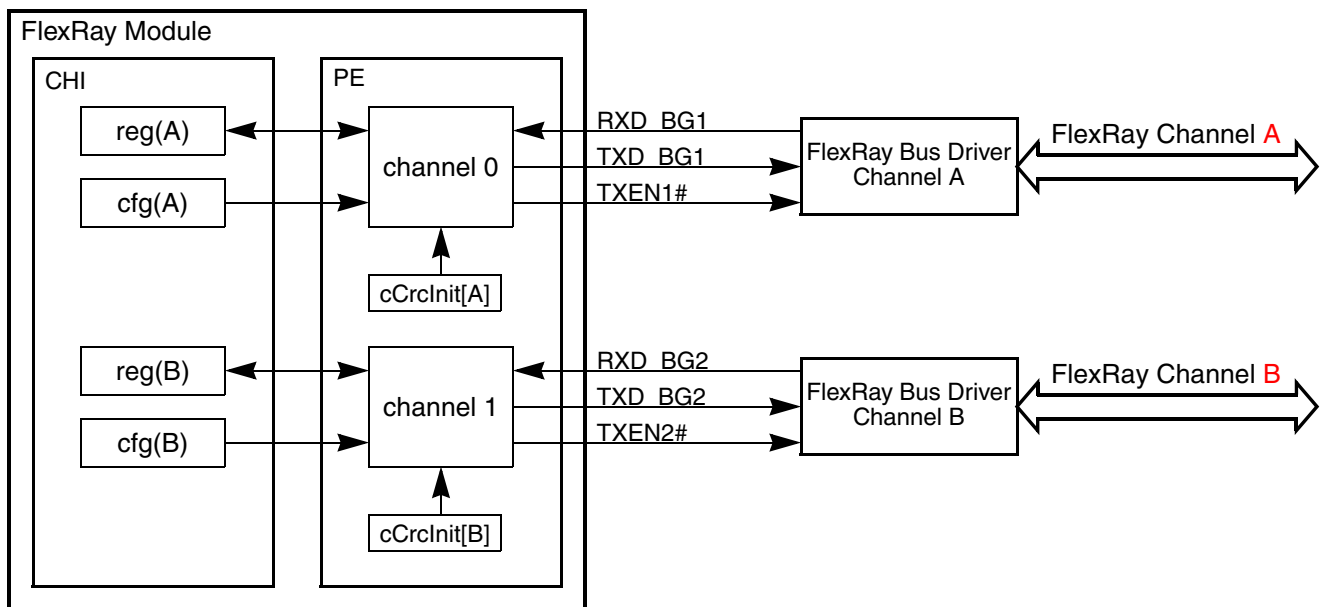 FlexRay Module
CHI
PE
reg(A)
cfg(A)
channel 0
cCrcInit[A]
RXD_BG1
TXD_BG1
TXEN1#
FlexRay Bus Driver
Channel A
FlexRay Channel A
reg(B)
cfg(B)
channel 1
cCrcInit[B]
RXD_BG2
TXD_BG2
TXEN2#
FlexRay Bus Driver
Channel B
FlexRay Channel B